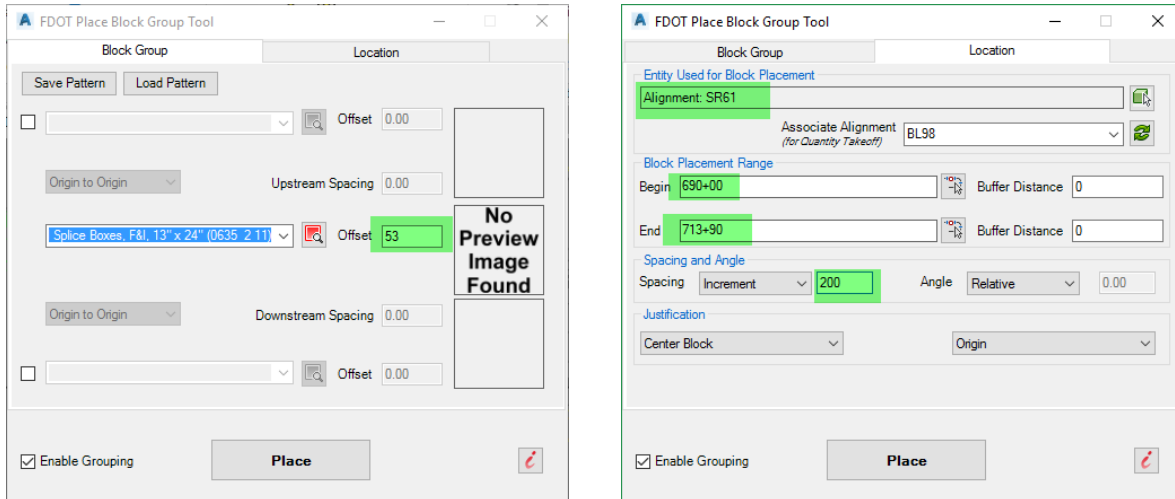 FDOT Place Block Group Tool
Block Group Location
Save Pattern Load Pattern
Offset 0.00
Origin to Origin Upstream Spacing 0.00
Splice Boxes, F&I, 13" x 24" (0635 2 11) Offset 53
No
Preview
Image
Found
Origin to Origin Downstream Spacing 0.00
Offset 0.00
Enable Grouping Place i
FDOT Place Block Group Tool
Block Group Location
Entity Used for Block Placement
Alignment: SR61
Associate Alignment
(for Quantity Takeoff)
BL98
Block Placement Range
Begin 690+00 Buffer Distance 0
End 713+90 Buffer Distance 0
Spacing and Angle
Spacing Increment 200 Angle Relative 0.00
Justification
Center Block Origin
Enable Grouping Place i